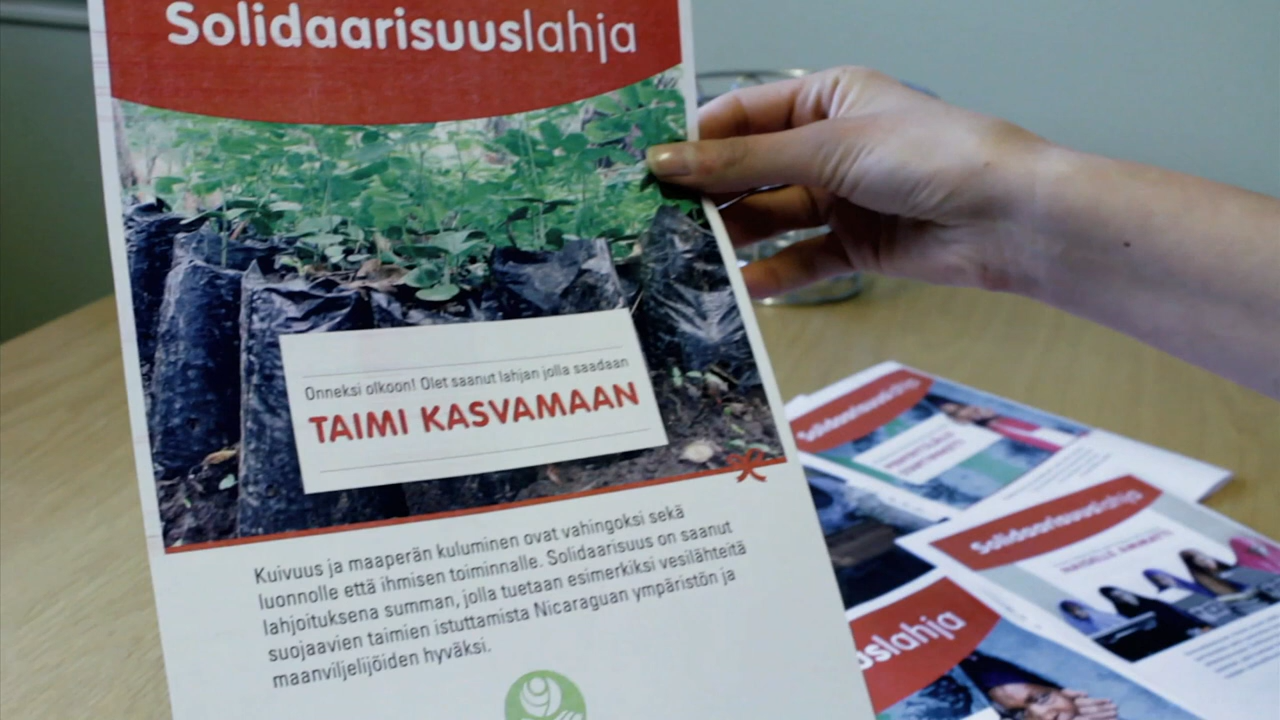 Solidaarisuuslahja
Onneksi olkoon! Olet saanut lahjan jolla saadaan
TAIMI KASVAMAAN
Kuivuus ja maaperän kuluminen ovat vahingoksi sekä
luonnolle että ihmisen toiminnalle. Solidaarisuus on saanut
lahjoituksena summan, jolla tuetaan esimerkiksi vesilähteitä
suojaavien taimien istuttamista Nicaraguan ympäristön ja
maanviljelijöiden hyväksi.
Solidaarisuuslahja
Solidaarisuuslahja
uslahja